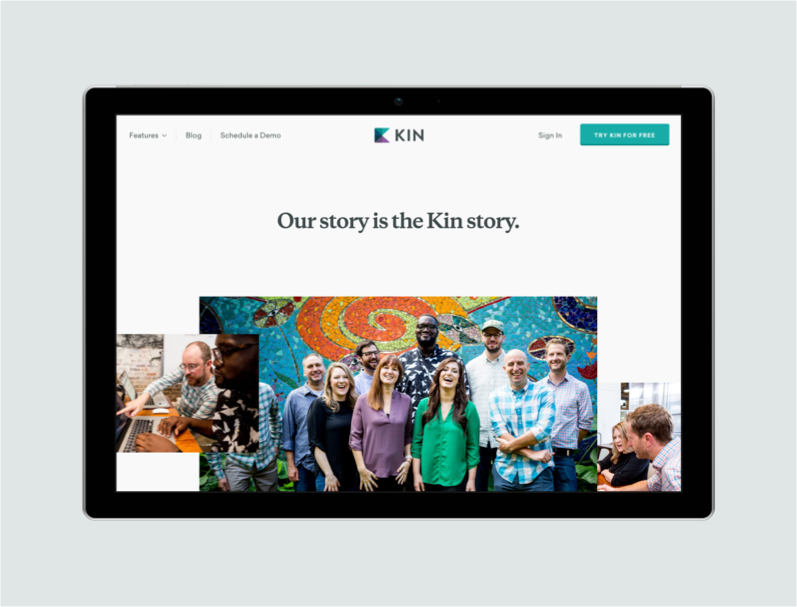 Features
Blog
Schedule a Demo
KIN
Sign In
TRY KIN FOR FREE
Our story is the Kin story.